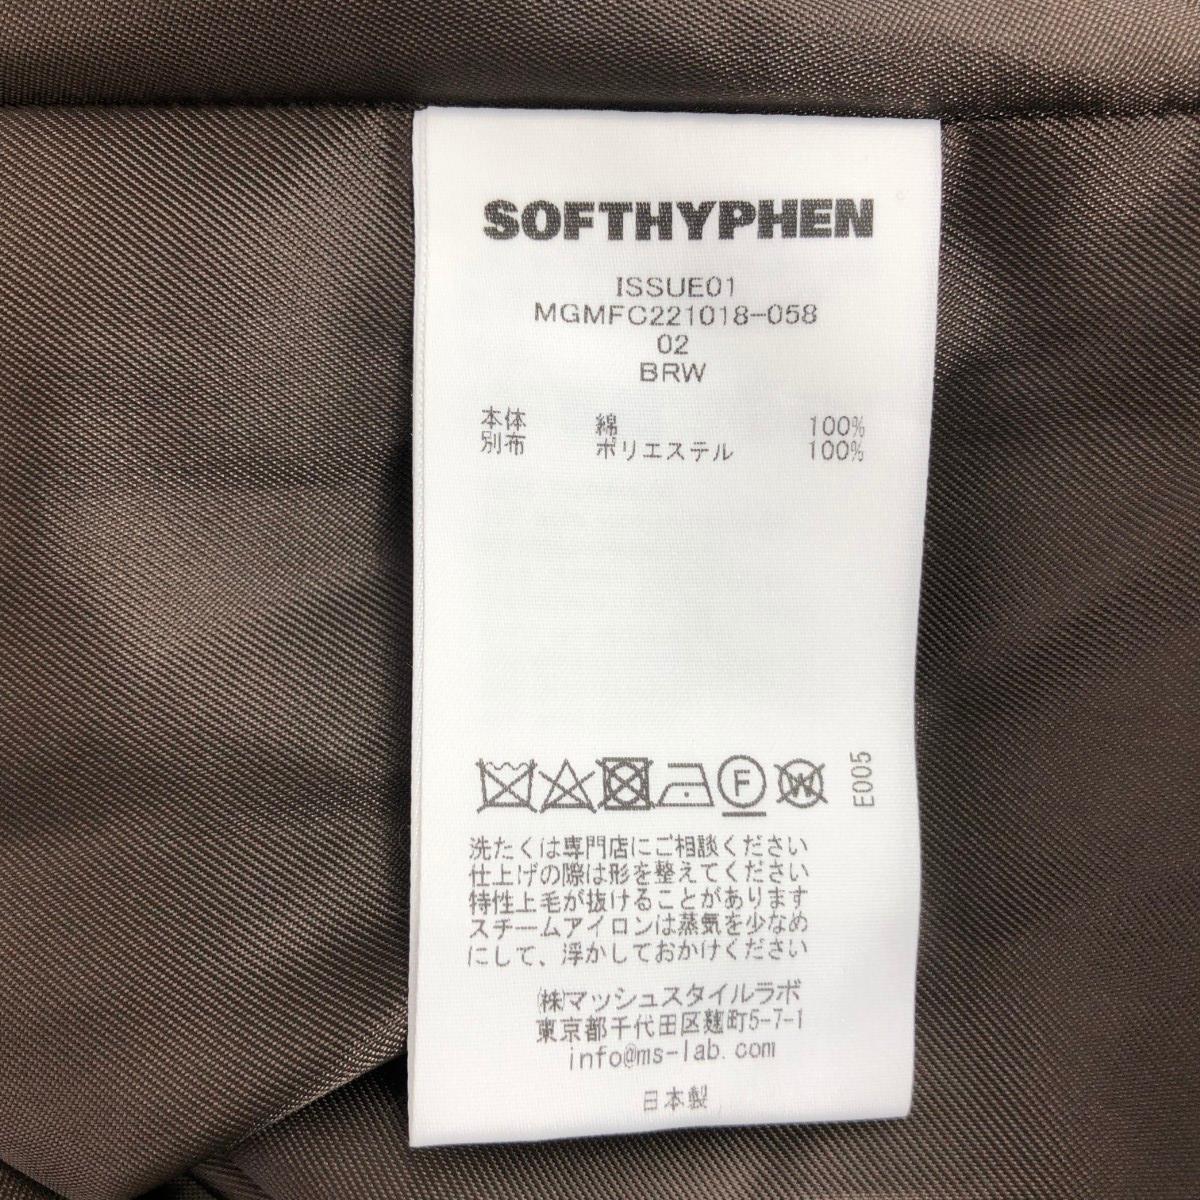 SOFTHYPHEN
ISSUE01
MGMFC221018-058
02
BRW
本体 綿 100%
別布 ポリエステル 100%
F W E005
洗たくは専門店にご相談ください
仕上げの際は形を整えてください
特性上毛が抜けることがあります
スチームアイロンは蒸気を少なめ
にして、浮かしておかけください
㈱マッシュスタイルラボ
東京都千代田区麹町5-7-1
info@ms-lab.com
日本製